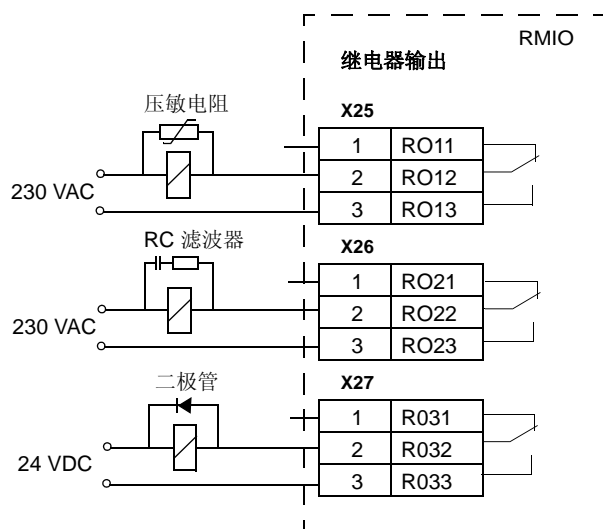 RMIO
继电器输出
压敏电阻
X25
1 RO11
2 RO12
3 RO13
230 VAC
RC 滤波器
X26
1 RO21
2 RO22
3 RO23
230 VAC
二极管
X27
1 R031
2 R032
3 R033
24 VDC